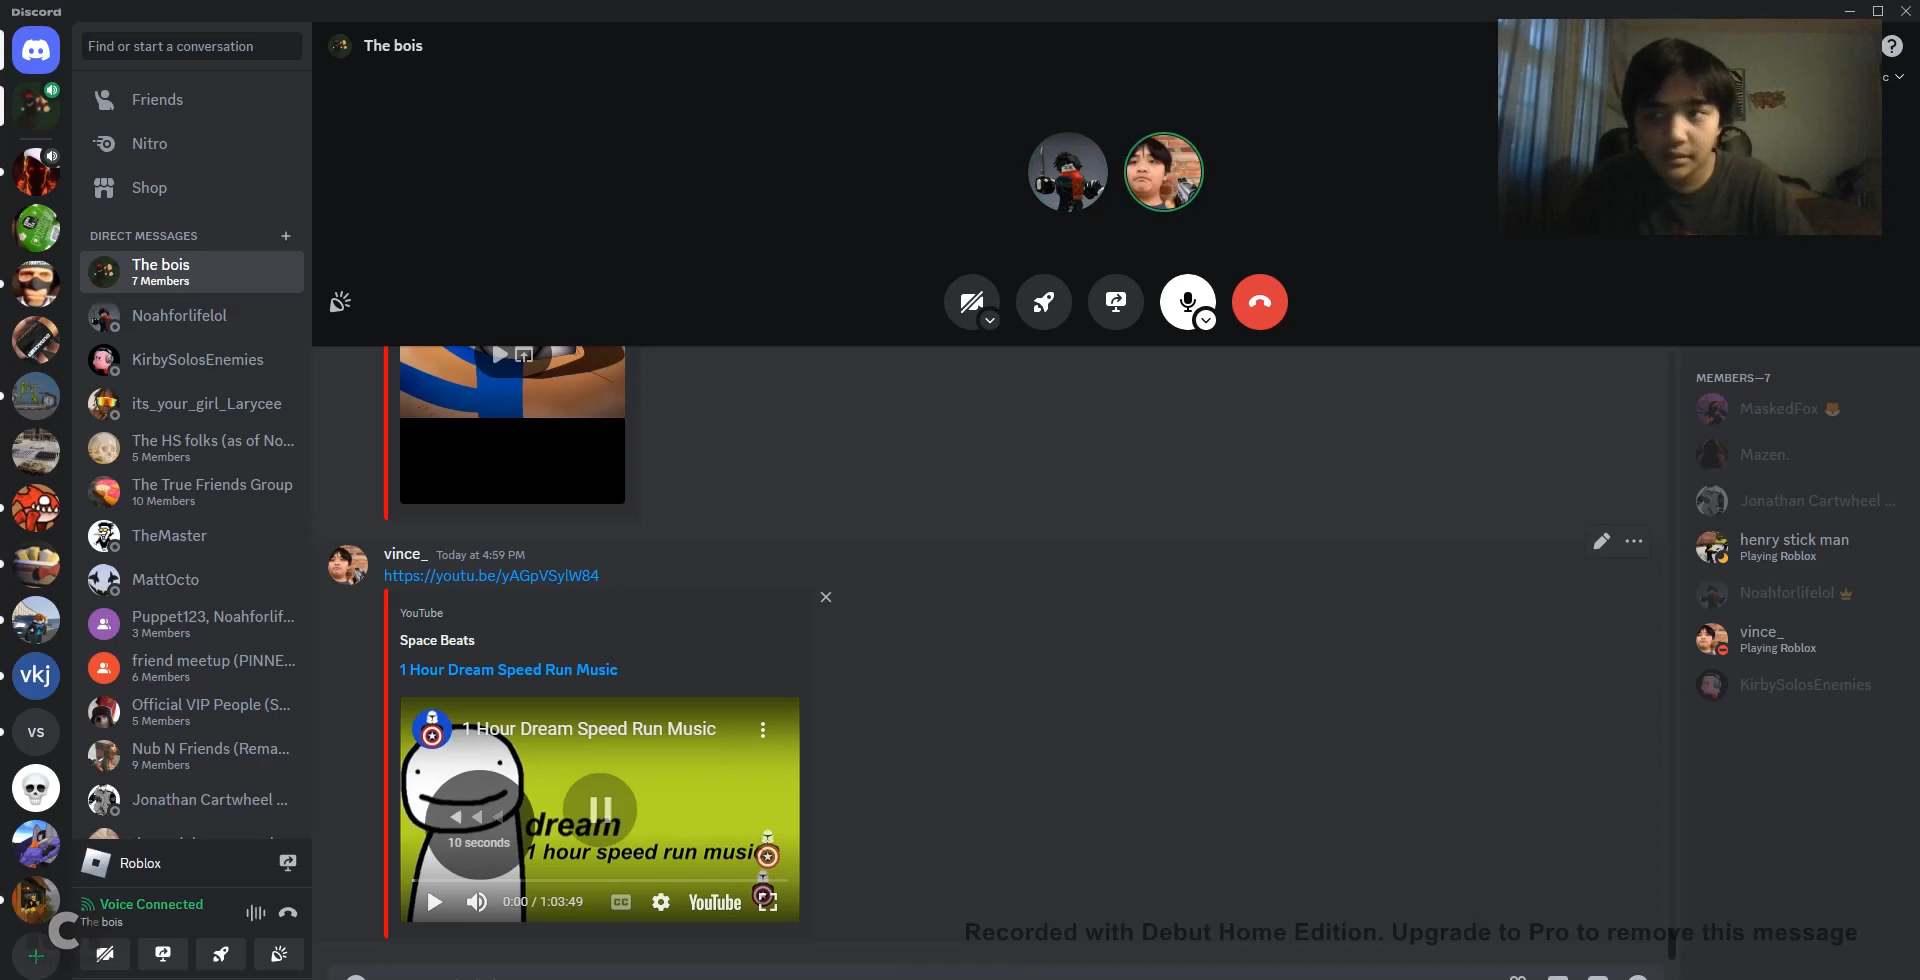 Discord
Find or start a conversation
Friends
Nitro
Shop
DIRECT MESSAGES
The bois
7 Members
Noahforlifelol
KirbySolosEnemies
its_your_girl_Larycee
The HS folks (as of No...
5 Members
The True Friends Group
10 Members
TheMaster
MattOcto
Puppet123, Noahforlif...
3 Members
friend meetup (PINNE...
6 Members
Official VIP People (S...
5 Members
Nub N Friends (Rema...
9 Members
Jonathan Cartwheel ...
vkj
VS
Roblox
Voice Connected
The bois
C
The bois
c
vince_ Today at 4:59 PM
https://youtu.be/yAGpVSylW84
YouTube
Space Beats
1 Hour Dream Speed Run Music
1 Hour Dream Speed Run Music
dream
1 hour speed run music
10 seconds
0:00 / 1:03:49
CC
YouTube
MEMBERS—7
MaskedFox
Mazen.
Jonathan Cartwheel ...
henry stick man
Playing Roblox
Noahforlifelol
vince_
Playing Roblox
KirbySolosEnemies
Recorded with Debut Home Edition. Upgrade to Pro to remove this message